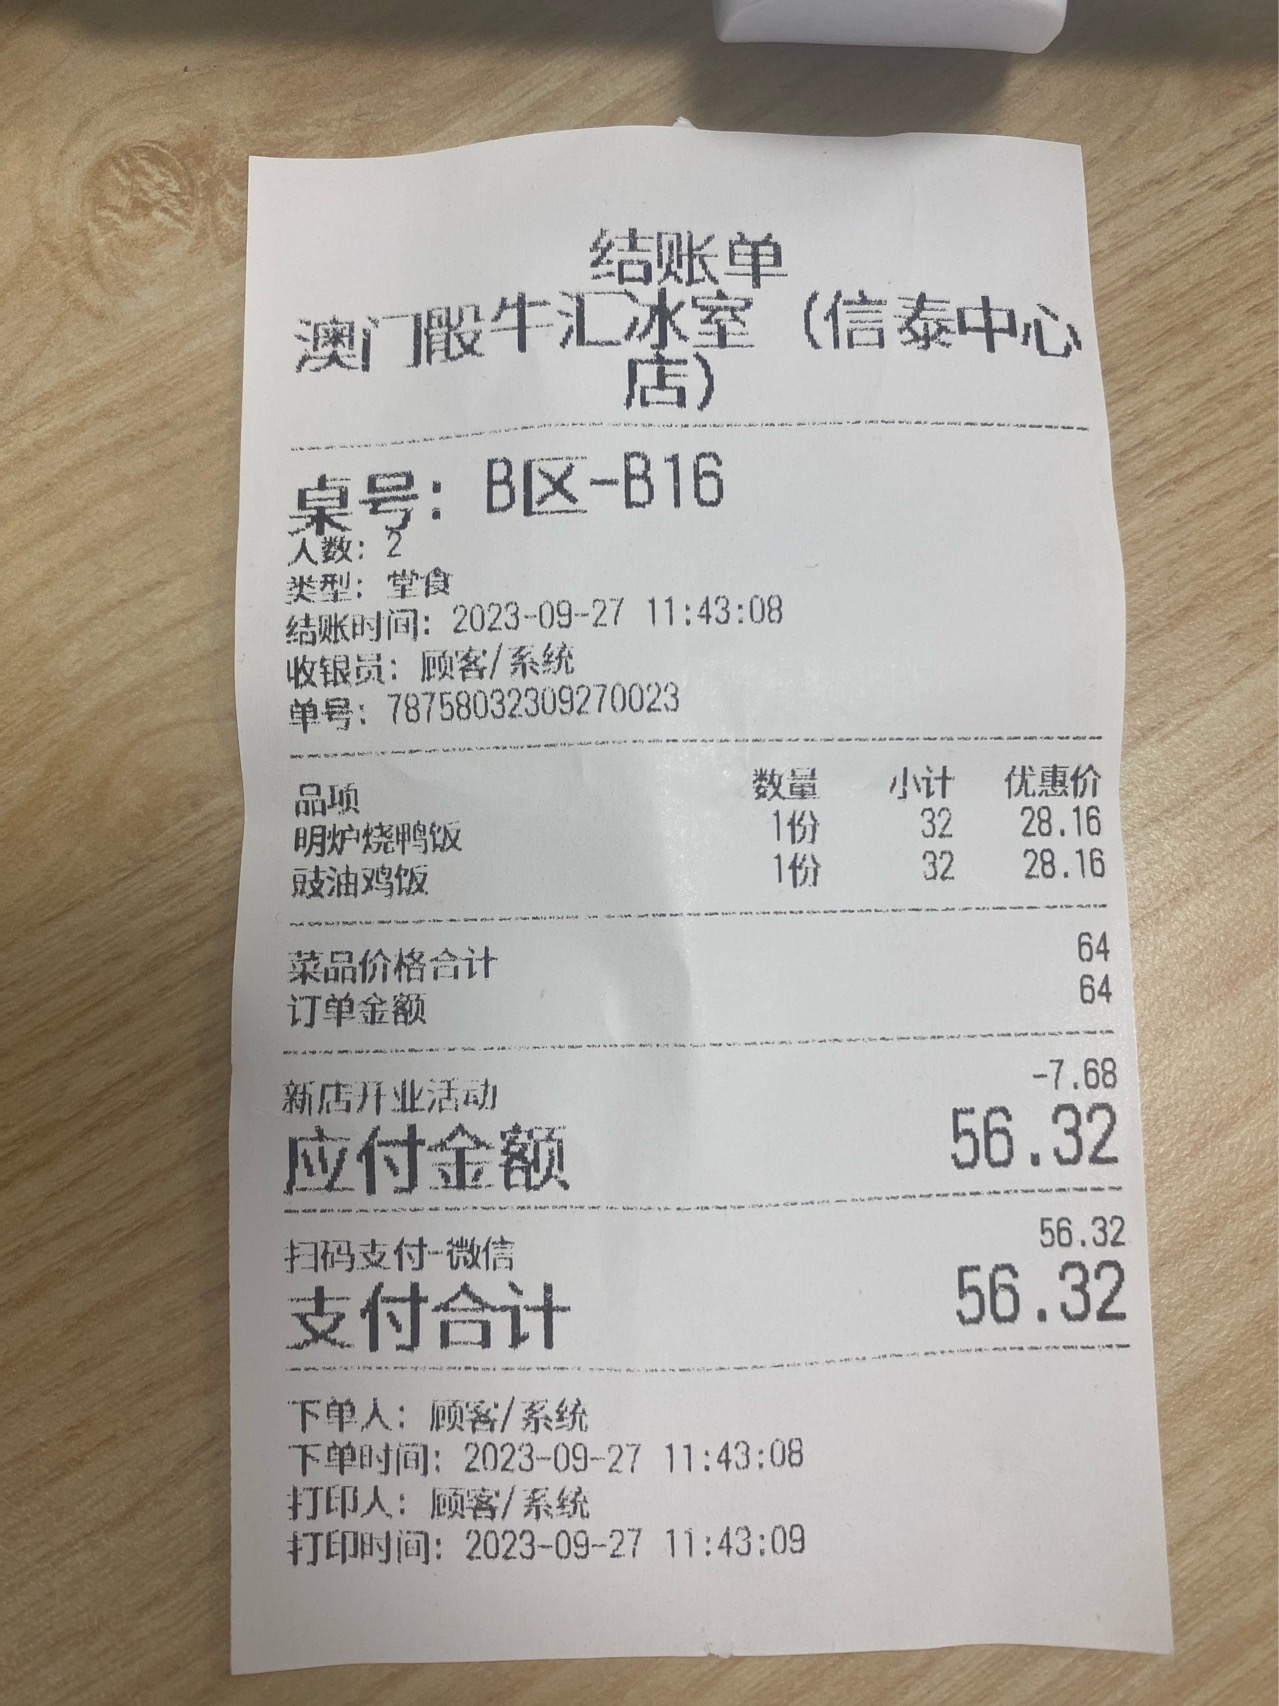 结账单
澳门骰牛汇冰室（信泰中心
店）
桌号：B区-B16
人数：2
类型：堂食
结账时间：2023-09-27 11:43:08
收银员：顾客/系统
单号：78758032309270023
品项 数量 小计 优惠价
明炉烧鸭饭 1份 32 28.16
豉油鸡饭 1份 32 28.16
菜品价格合计 64
订单金额 64
新店开业活动 -7.68
应付金额 56.32
扫码支付-微信 56.32
支付合计 56.32
下单人：顾客/系统
下单时间：2023-09-27 11:43:08
打印人：顾客/系统
打印时间：2023-09-27 11:43:09